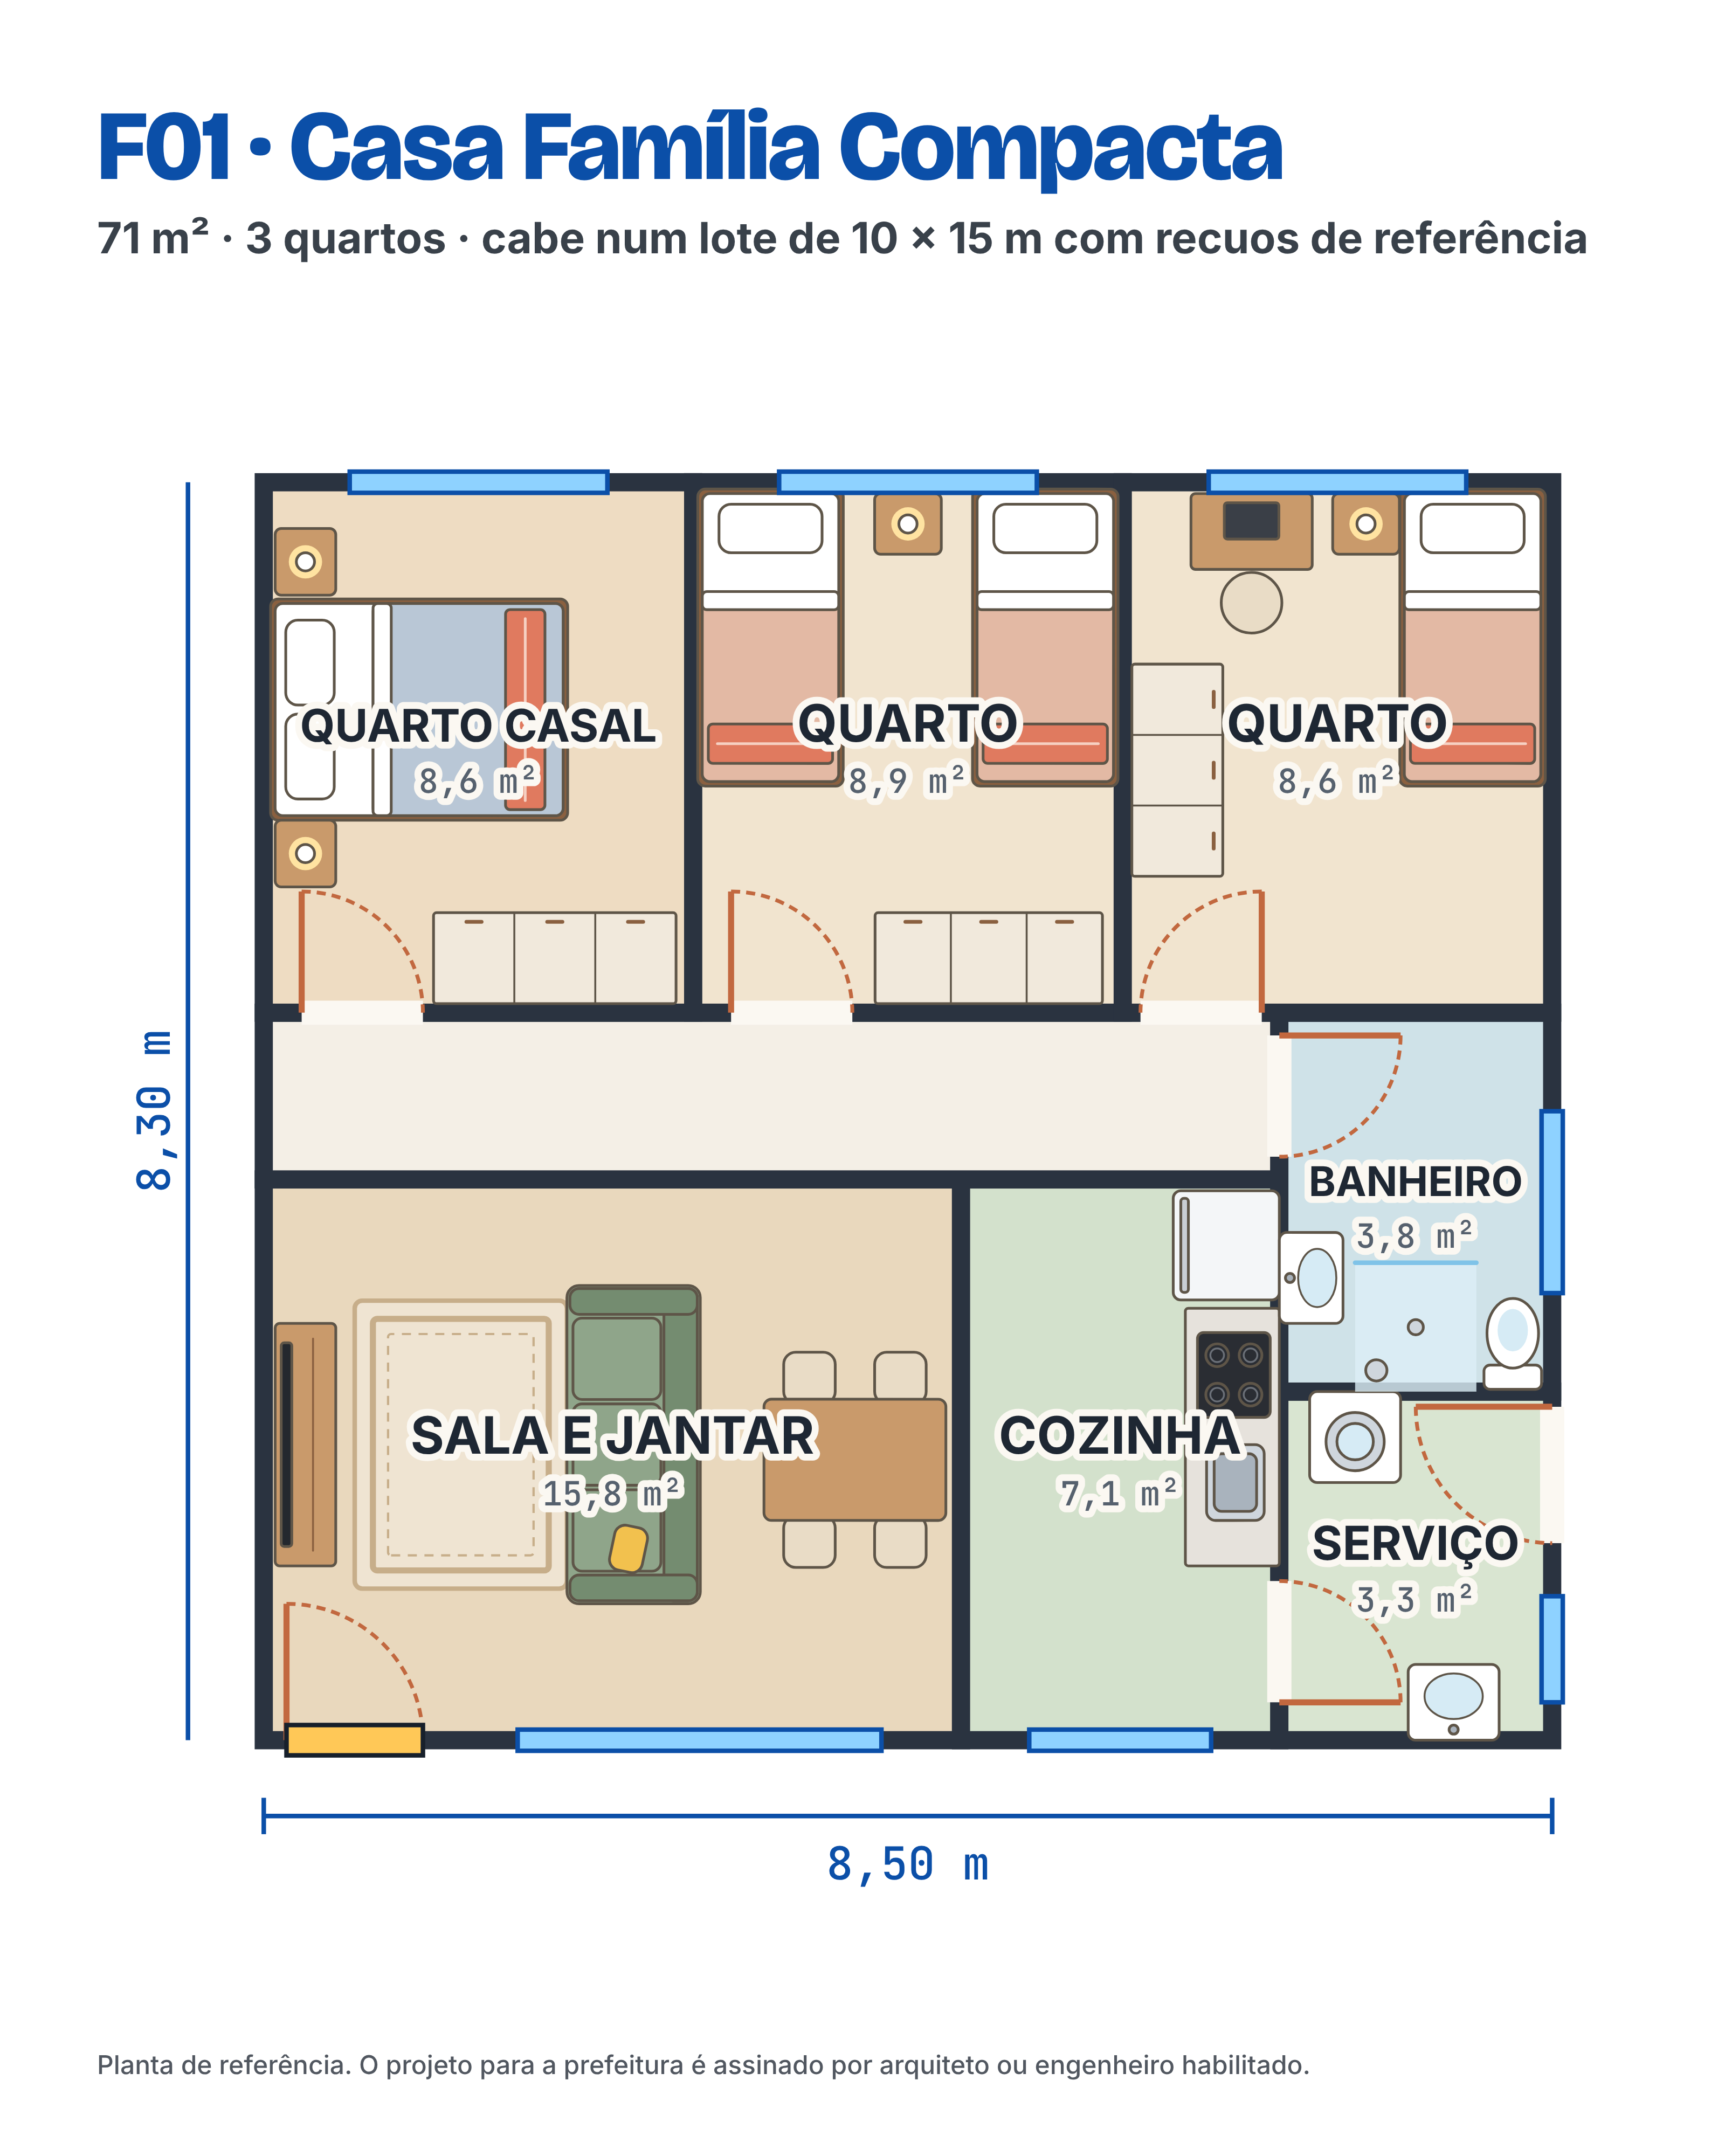 F01 · Casa Família Compacta
71 m² · 3 quartos · cabe num lote de 10 × 15 m com recuos de referência
QUARTO CASAL
8,6 m²
QUARTO
8,9 m²
QUARTO
8,6 m²
8,30 m
BANHEIRO
3,8 m²
SALA E JANTAR
15,8 m²
COZINHA
7,1 m²
SERVIÇO
3,3 m²
8,50 m
Planta de referência. O projeto para a prefeitura é assinado por arquiteto ou engenheiro habilitado.